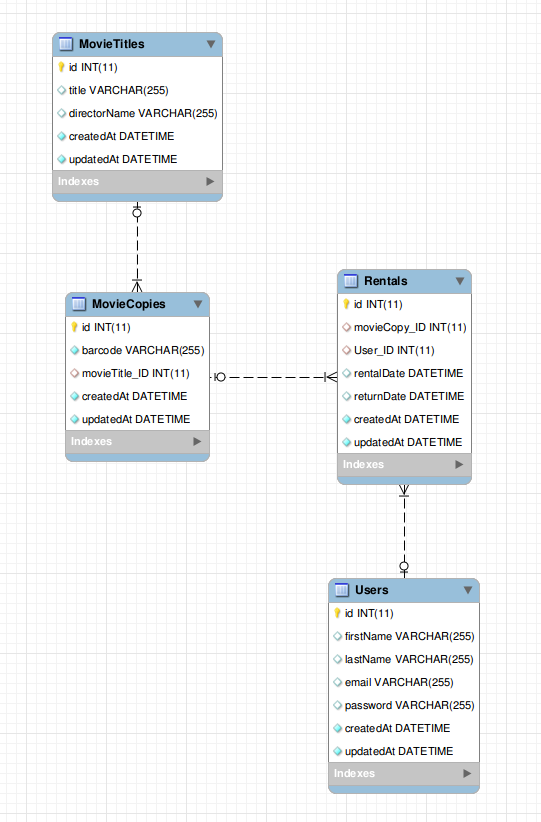 MovieTitles
id INT(11)
title VARCHAR(255)
directorName VARCHAR(255)
createdAt DATETIME
updatedAt DATETIME
Indexes
MovieCopies
id INT(11)
barcode VARCHAR(255)
movieTitle_ID INT(11)
createdAt DATETIME
updatedAt DATETIME
Indexes
Rentals
id INT(11)
movieCopy_ID INT(11)
User_ID INT(11)
rentalDate DATETIME
returnDate DATETIME
createdAt DATETIME
updatedAt DATETIME
Indexes
Users
id INT(11)
firstName VARCHAR(255)
lastName VARCHAR(255)
email VARCHAR(255)
password VARCHAR(255)
createdAt DATETIME
updatedAt DATETIME
Indexes